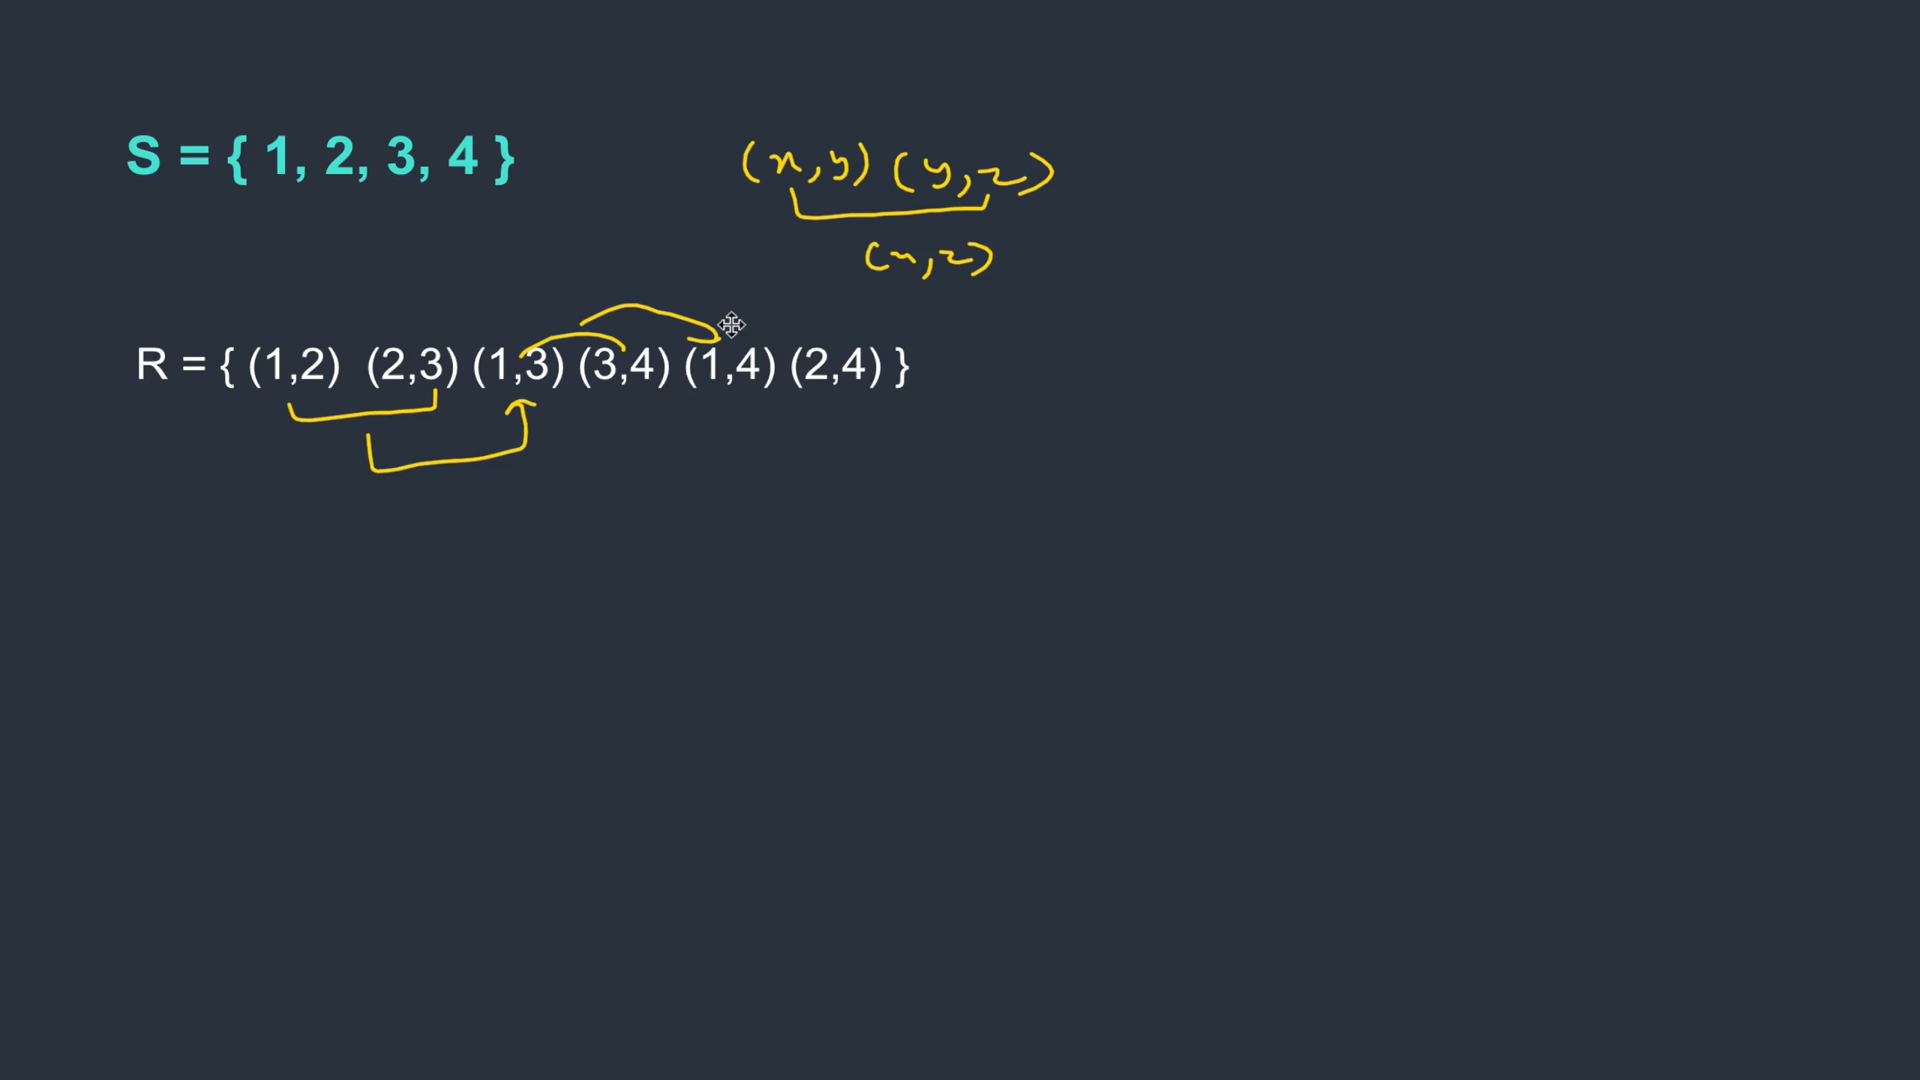 S = { 1, 2, 3, 4 }
(x,y) (y,z)
(x,z)
R = { (1,2) (2,3) (1,3) (3,4) (1,4) (2,4) }